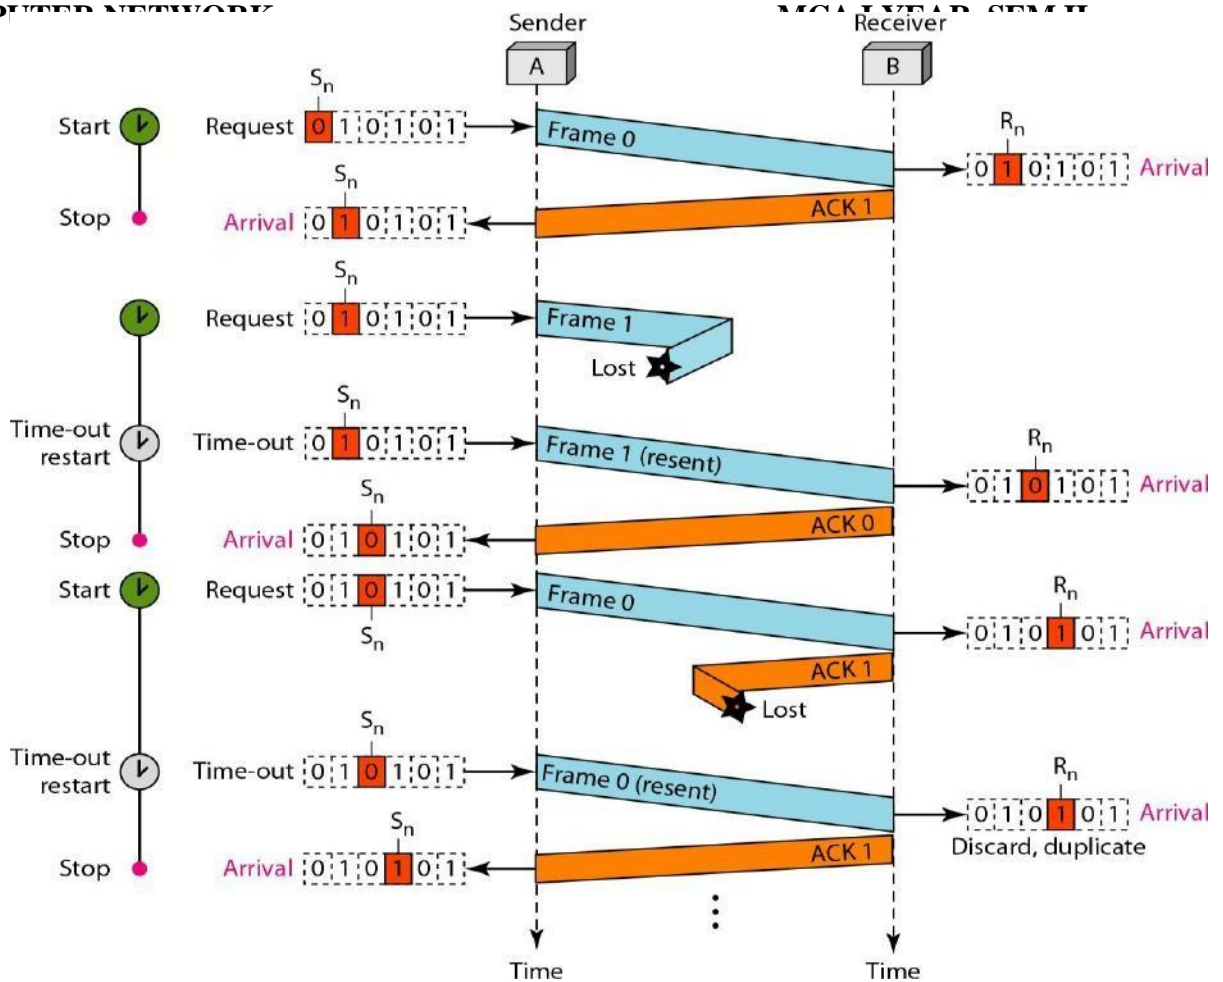 PUTER NETWORK
MCA I YEAR, SEM II
Sender
Receiver
A
B
Sn
Start
Request
0 1 0 1 0 1
Frame 0
Rn
0 1 0 1 0 1
Arrival
Sn
Stop
Arrival
0 1 0 1 0 1
ACK 1
Sn
Request
0 1 0 1 0 1
Frame 1
Lost
Sn
Time-out
restart
Time-out
0 1 0 1 0 1
Frame 1 (resent)
Rn
0 1 0 1 0 1
Arrival
Sn
Stop
Arrival
0 1 0 1 0 1
ACK 0
Start
Request
0 1 0 1 0 1
Sn
Frame 0
Rn
0 1 0 1 0 1
Arrival
ACK 1
Lost
Sn
Time-out
restart
Time-out
0 1 0 1 0 1
Frame 0 (resent)
Rn
0 1 0 1 0 1
Arrival
Discard, duplicate
Sn
Stop
Arrival
0 1 0 1 0 1
ACK 1
Time
Time